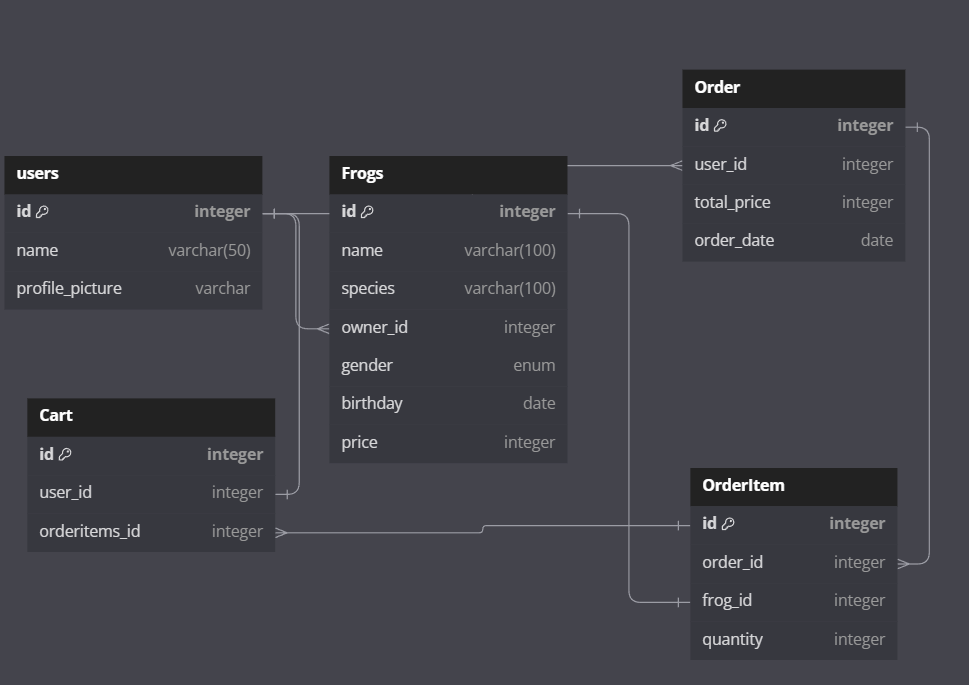 users
id integer
name varchar(50)
profile_picture varchar
Frogs
id integer
name varchar(100)
species varchar(100)
owner_id integer
gender enum
birthday date
price integer
Order
id integer
user_id integer
total_price integer
order_date date
Cart
id integer
user_id integer
orderitems_id integer
OrderItem
id integer
order_id integer
frog_id integer
quantity integer